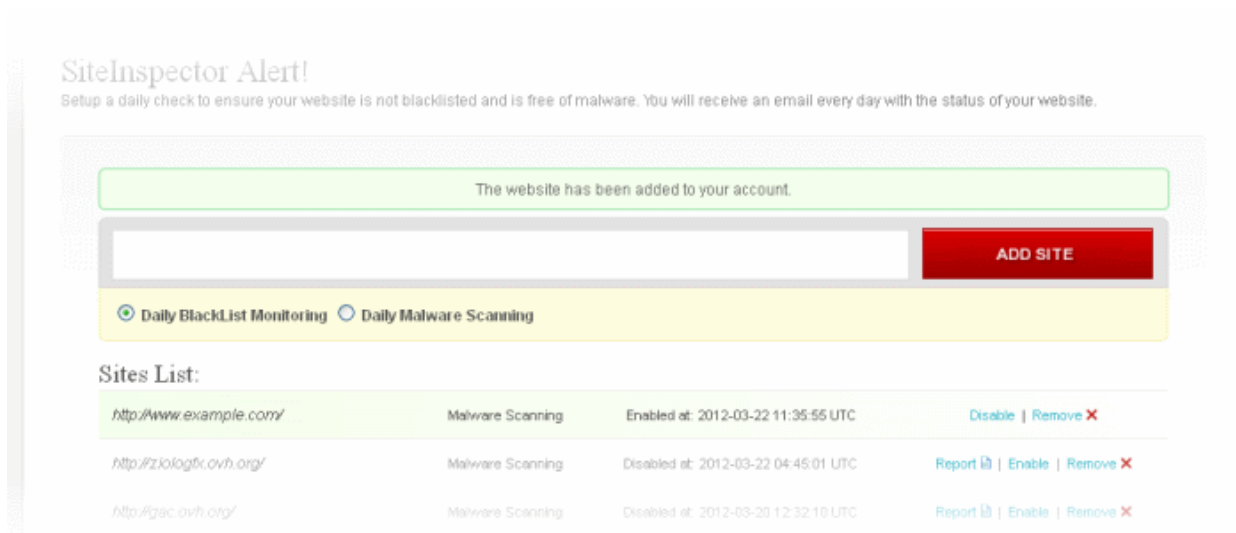 SiteInspector Alert!
Setup a daily check to ensure your website is not blacklisted and is free of malware. You will receive an email every day with the status of your website.
The website has been added to your account.
ADD SITE
Daily BlackList Monitoring Daily Malware Scanning
Sites List:
http://www.example.com/ Malware Scanning Enabled at: 2012-03-22 11:35:55 UTC Disable | Remove
Malware Scanning Disabled at: 2012-03-22 04:45:01 UTC Report | Enable | Remove
http://gac.ovh.org/ Malware Scanning Disabled at: 2012-03-20 12:32:10 UTC Report | Enable | Remove